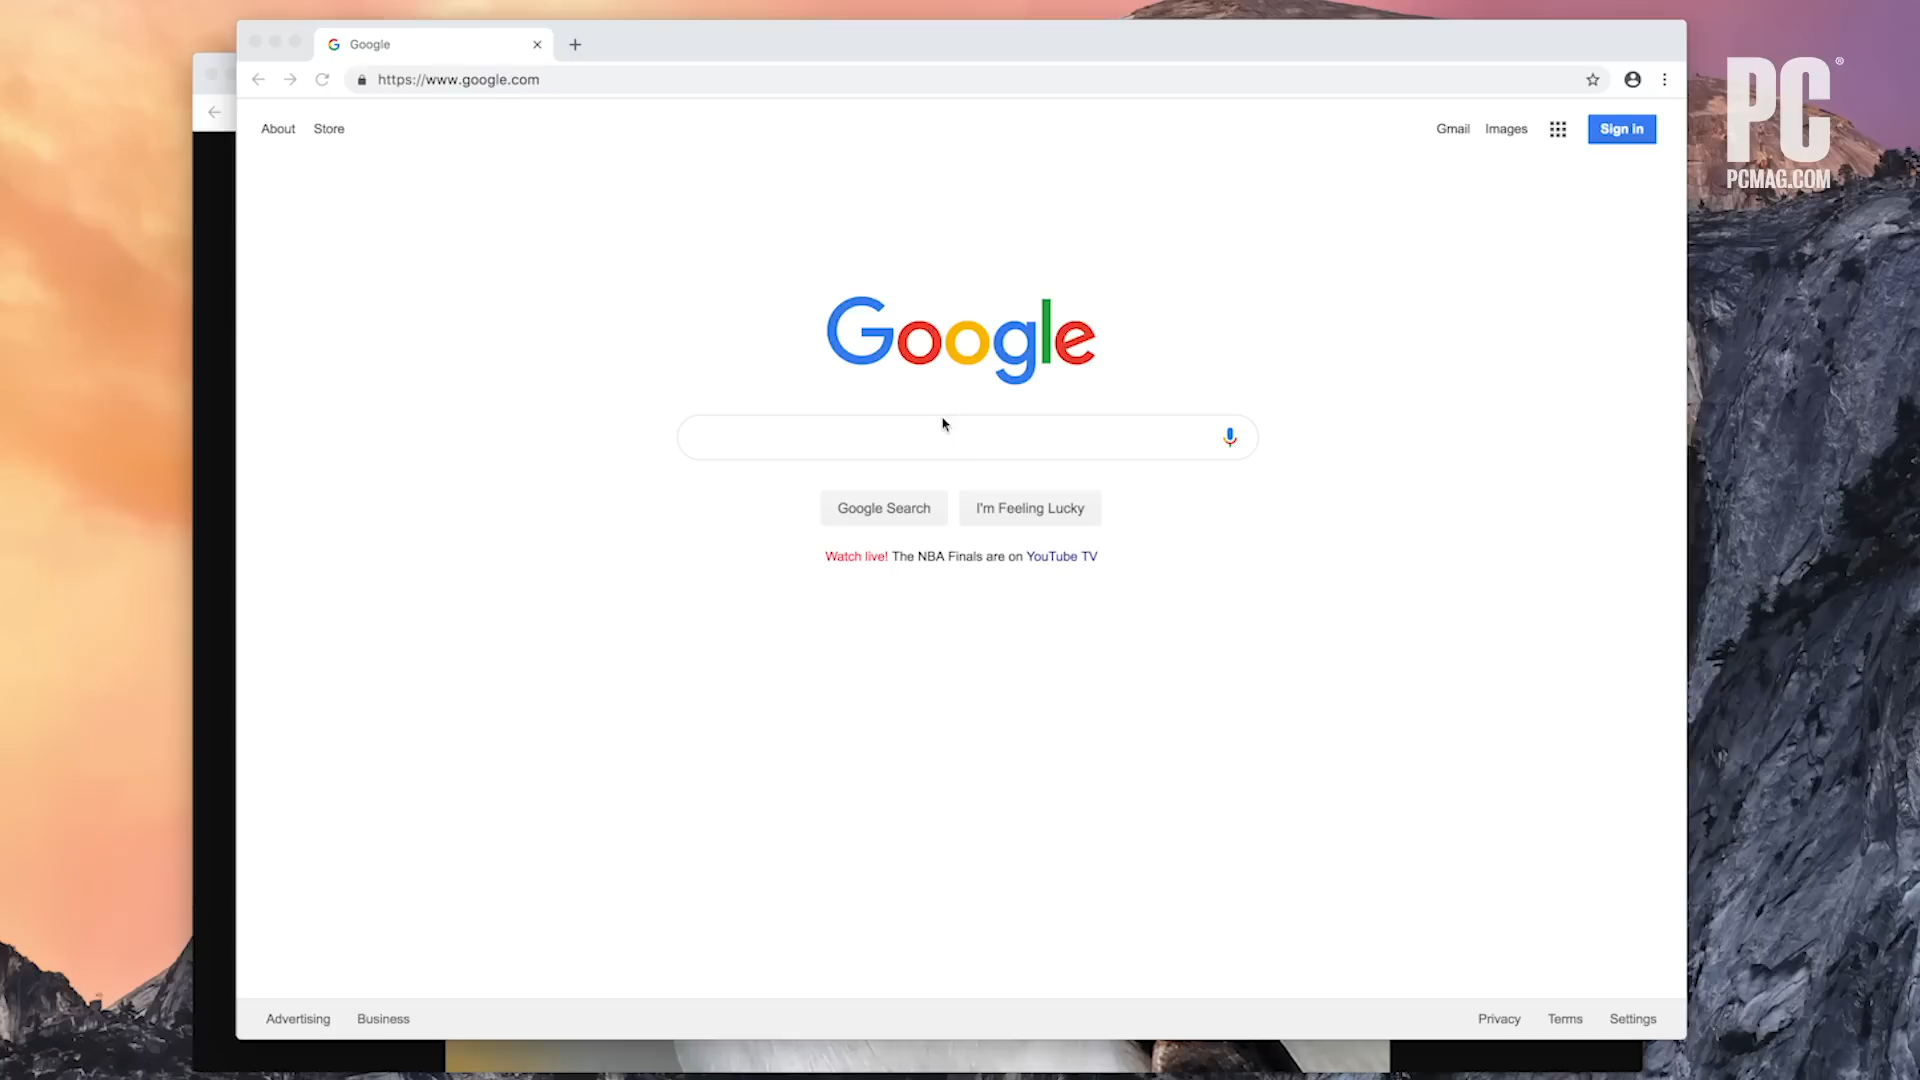 Google
https://www.google.com
PC®
PCMAG.COM
About Store
Gmail Images Sign in
Google
Google Search I'm Feeling Lucky
Watch live! The NBA Finals are on YouTube TV
Advertising Business
Privacy Terms Settings